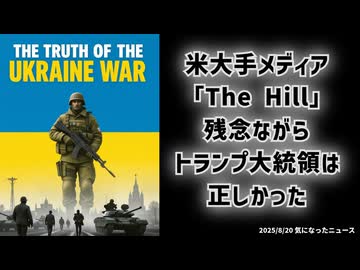 THE TRUTH OF THE
UKRAINE WAR
米大手メディア
「The Hill」
残念ながら
トランプ大統領は
正しかった
2025/8/20 気になったニュース